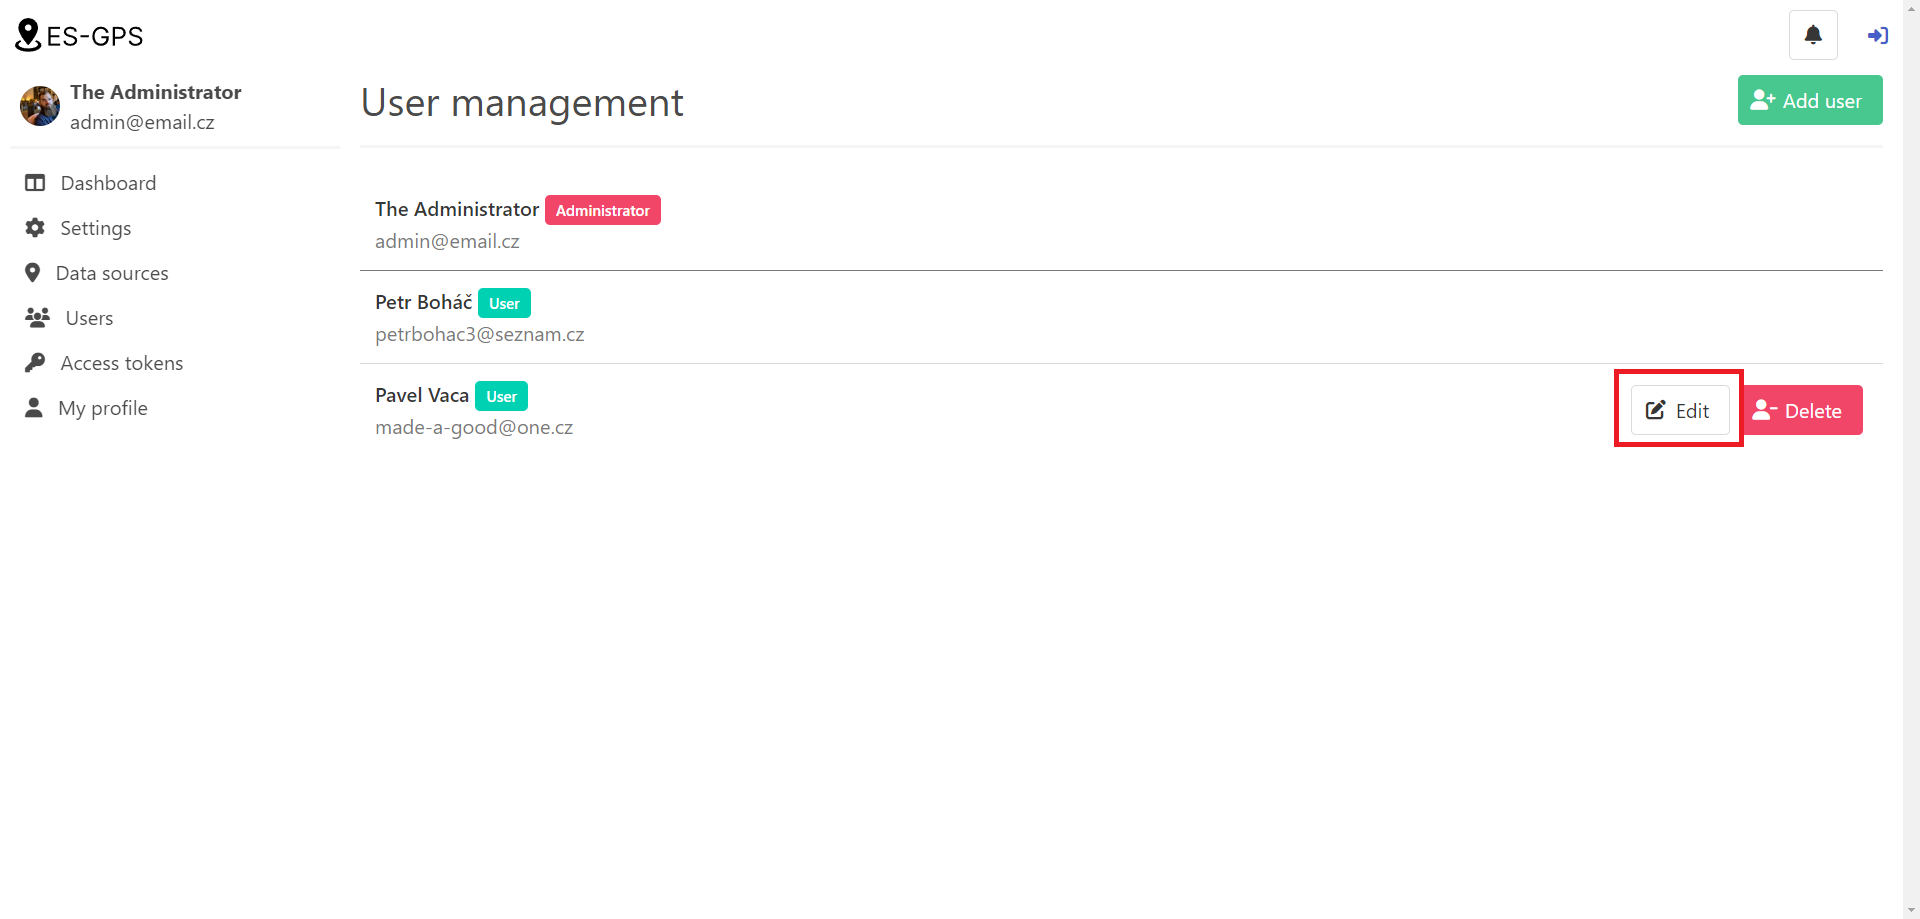 ES-GPS
The Administrator
admin@email.cz
Dashboard
Settings
Data sources
Users
Access tokens
My profile
User management
Add user
The Administrator Administrator
admin@email.cz
Petr Boháč User
petrbohac3@seznam.cz
Pavel Vaca User
made-a-good@one.cz
Edit
Delete